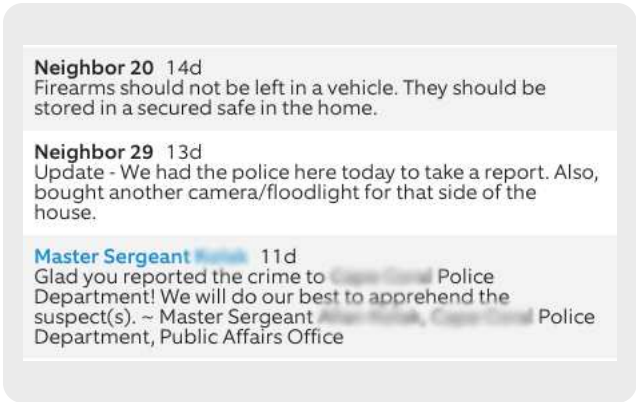 Neighbor 20 14d
Firearms should not be left in a vehicle. They should be
stored in a secured safe in the home.
Neighbor 29 13d
Update - We had the police here today to take a report. Also,
bought another camera/floodlight for that side of the
house.
Master Sergeant 11d
Glad you reported the crime to Police
Department! We will do our best to apprehend the
suspect(s). ~ Master Sergeant Police
Department, Public Affairs Office